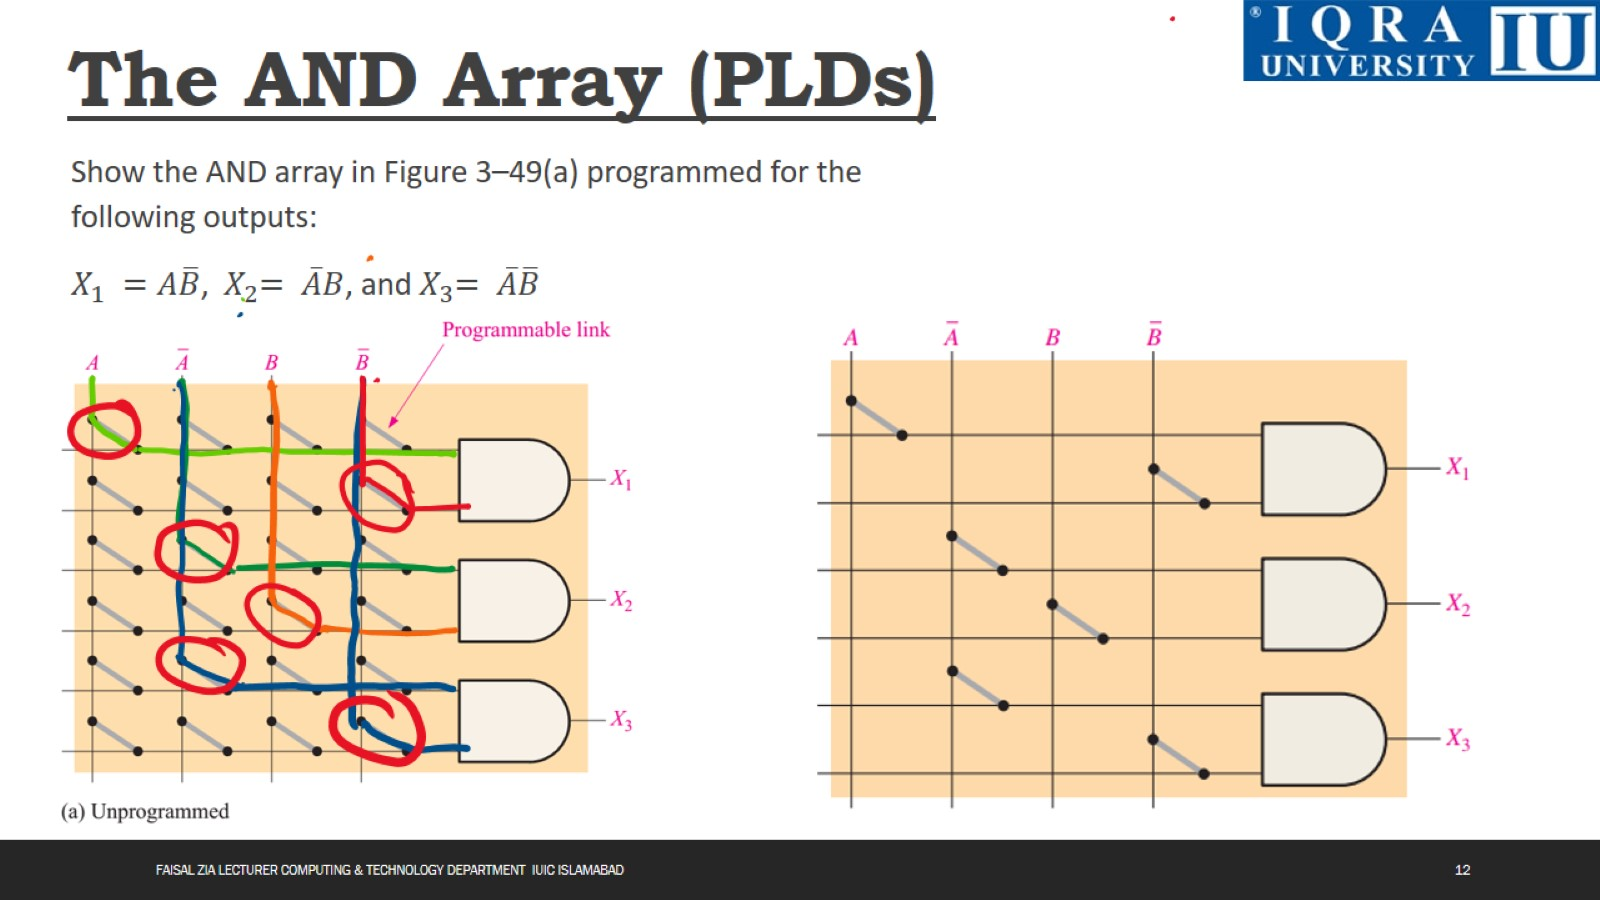 ® IQRA
UNIVERSITY IU
The AND Array (PLDs)
Show the AND array in Figure 3–49(a) programmed for the
following outputs:
X₁ = AB̅, X₂= A̅B, and X₃= A̅B̅
Programmable link
A A̅ B B̅
X₁
X₂
X₃
(a) Unprogrammed
A A̅ B B̅
X₁
X₂
X₃
FAISAL ZIA LECTURER COMPUTING & TECHNOLOGY DEPARTMENT IUIC ISLAMABAD
12